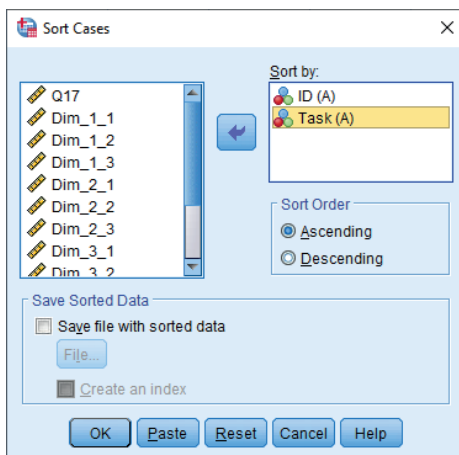 Sort Cases
Sort by:
Q17
Dim_1_1
Dim_1_2
Dim_1_3
Dim_2_1
Dim_2_2
Dim_2_3
Dim_3_1
Dim_3_2
ID (A)
Task (A)
Sort Order
Ascending
Descending
Save Sorted Data
Save file with sorted data
File...
Create an index
OK Paste Reset Cancel Help